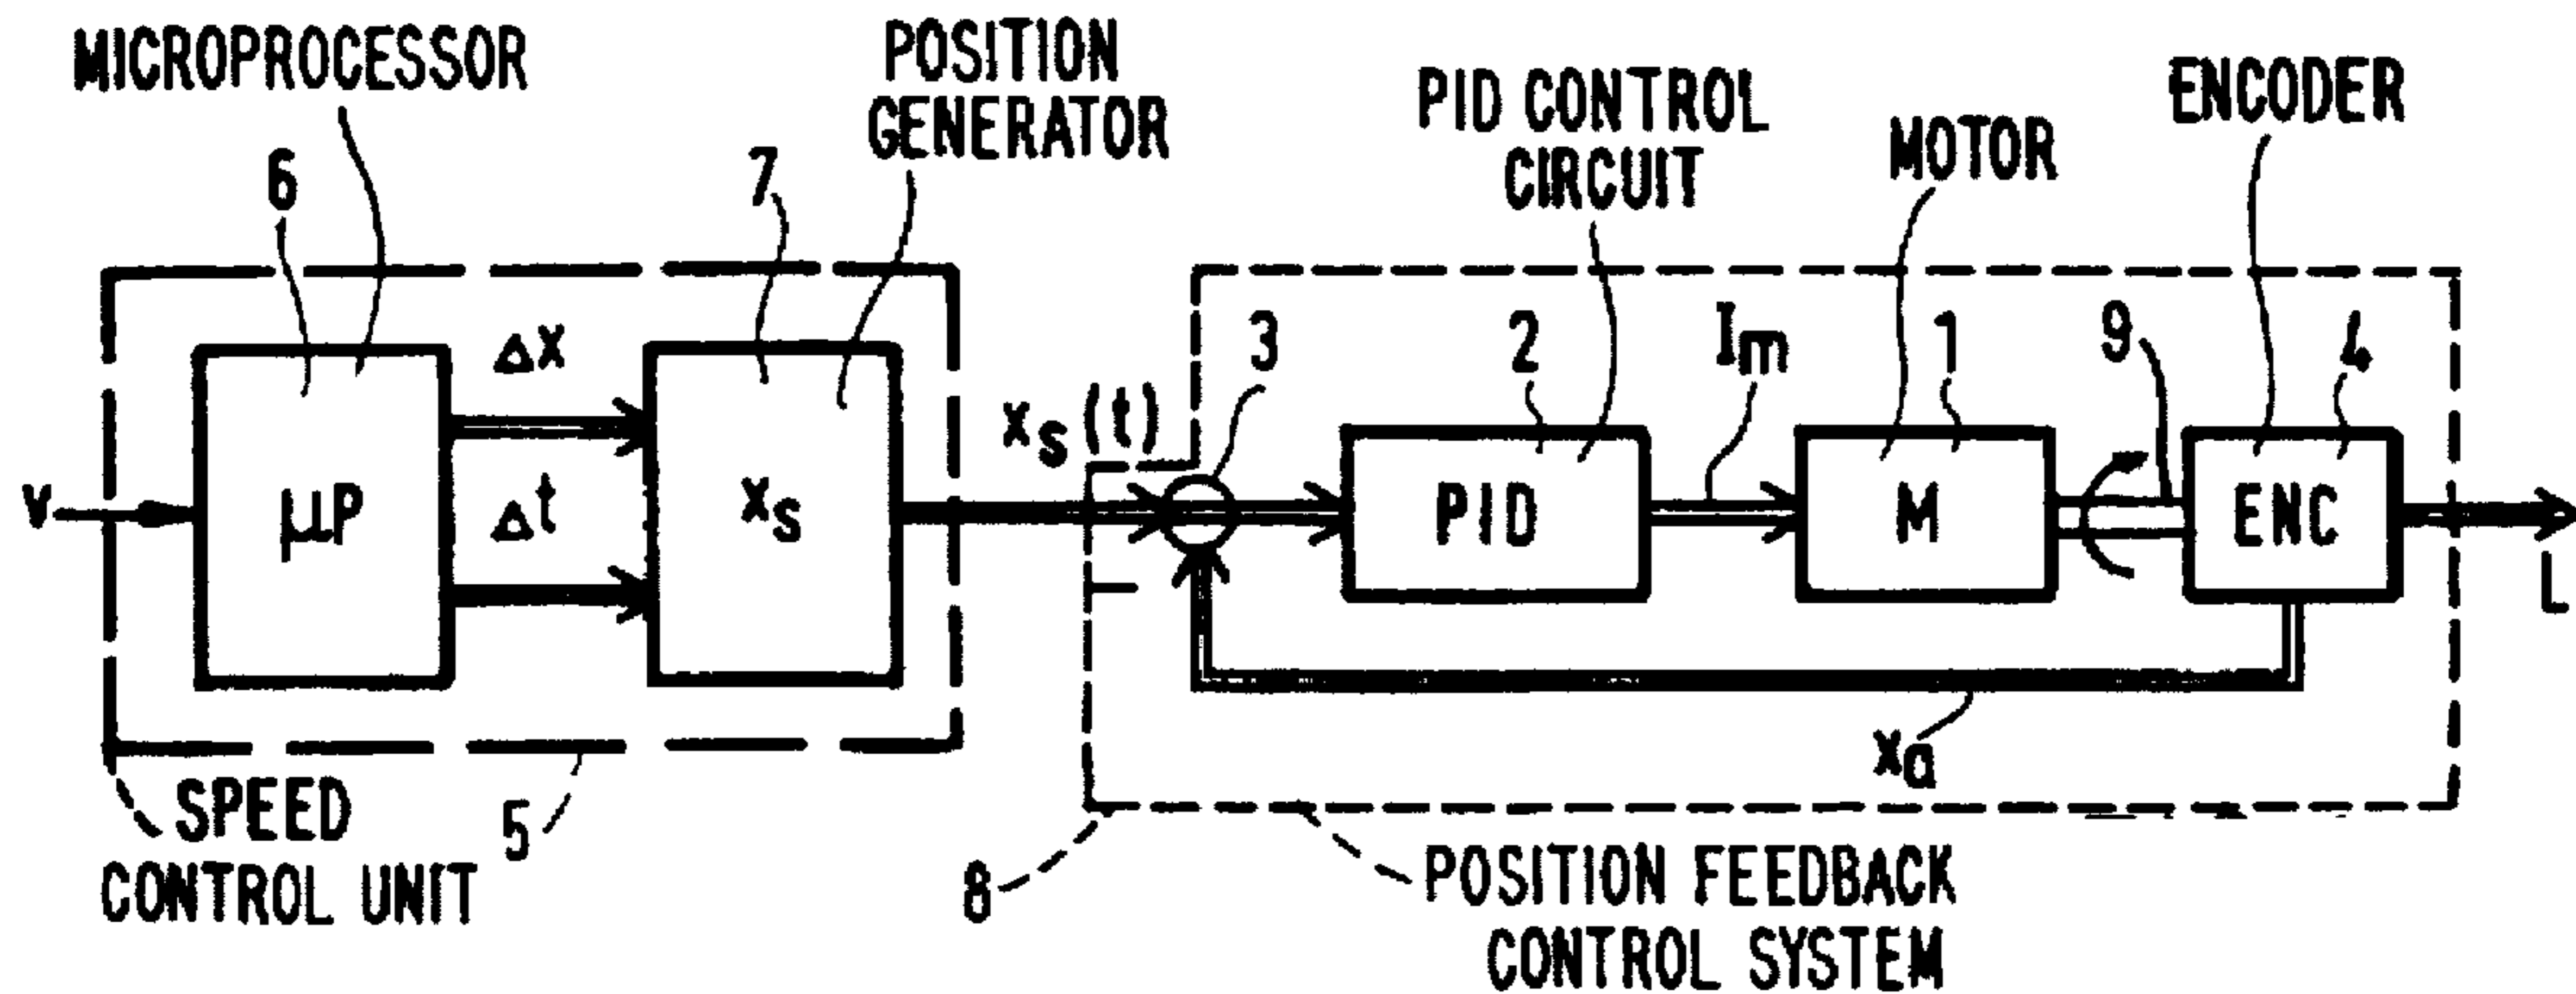 MICROPROCESSOR
POSITION
GENERATOR
PID CONTROL
CIRCUIT
MOTOR
ENCODER
6
7
3
2
Im
1
9
4
Δx
Δt
xs(t)
v
μP
xs
PID
M
ENC
L
xa
SPEED
CONTROL UNIT
5
8
POSITION FEEDBACK
CONTROL SYSTEM